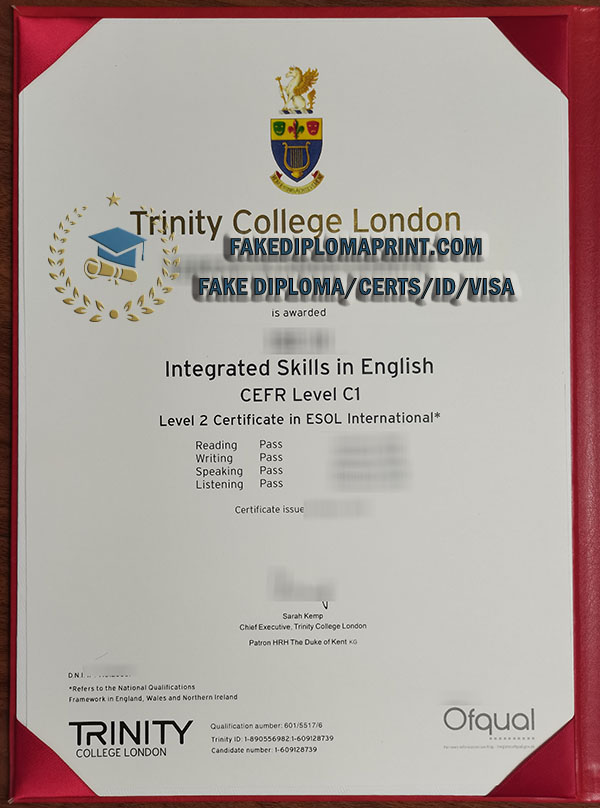 Trinity College London
FAKEDIPLOMAPRINT.COM
FAKE DIPLOMA/CERTS/ID/VISA
is awarded
Integrated Skills in English
CEFR Level C1
Level 2 Certificate in ESOL International*
Reading Pass
Writing Pass
Speaking Pass
Listening Pass
Certificate issue
Sarah Kemp
Chief Executive, Trinity College London
Patron HRH The Duke of Kent KG
D.N.I.
*Refers to the National Qualifications
Framework in England, Wales and Northern Ireland
TRINITY
COLLEGE LONDON
Qualification aumber: 601/5517/6
Trinity ID: 1-890556982:1-609128739
Candidate number: 1-609128739
Ofqual